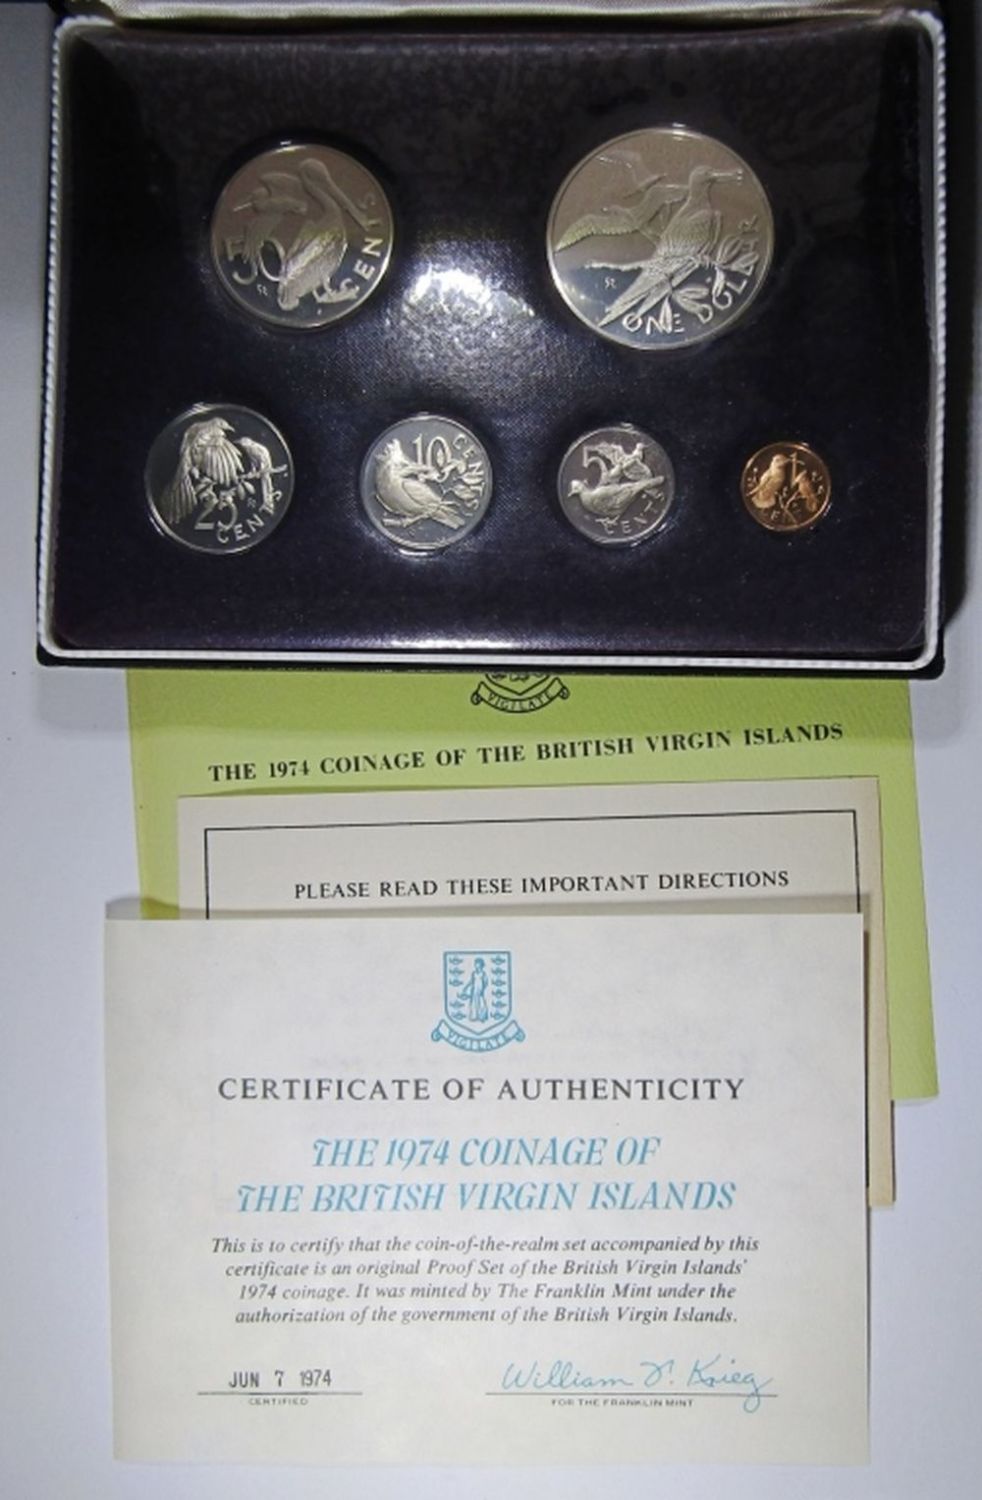 50
CENTS
ONE DOLLAR
25
CENTS
10
CENTS
5
CENTS
1
VIGILATE
THE 1974 COINAGE OF THE BRITISH VIRGIN ISLANDS
PLEASE READ THESE IMPORTANT DIRECTIONS
VIGILATE
CERTIFICATE OF AUTHENTICITY
THE 1974 COINAGE OF
THE BRITISH VIRGIN ISLANDS
This is to certify that the coin-of-the-realm set accompanied by this
certificate is an original Proof Set of the British Virgin Islands'
1974 coinage. It was minted by The Franklin Mint under the
authorization of the government of the British Virgin Islands.
JUN 7 1974
CERTIFIED
William T. Krieg
FOR THE FRANKLIN MINT